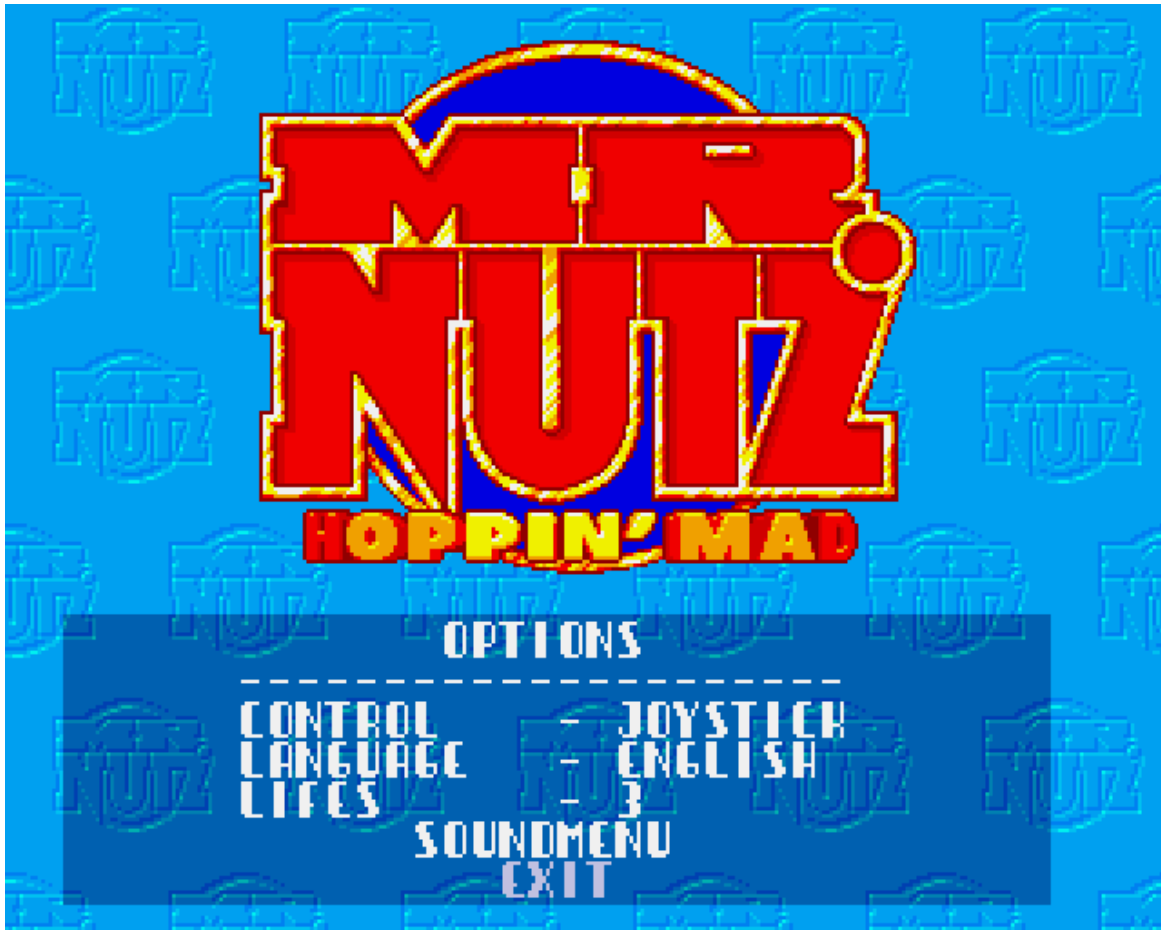 MR.
NUTZ
HOPPIN' MAD
OPTIONS
-----------------------
CONTROL - JOYSTICK
LANGUAGE - ENGLISH
LIFES - 3
SOUNDMENU
EXIT